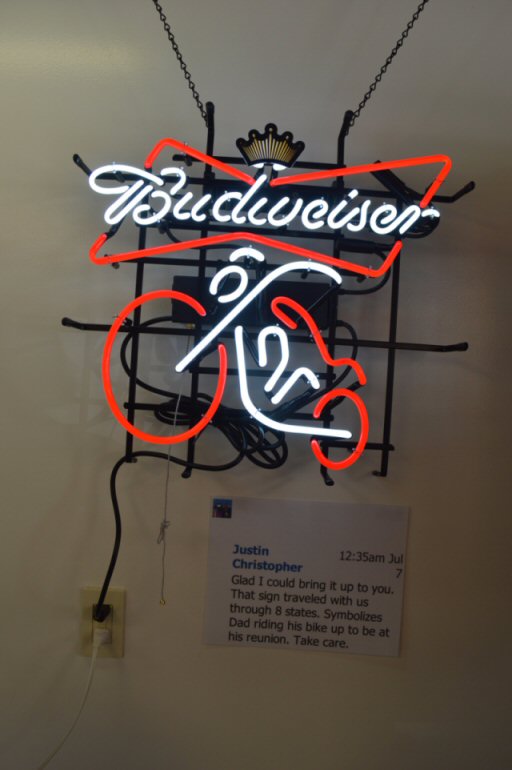 Budweiser
Justin 12:35am Jul
Christopher 7
Glad I could bring it up to you.
That sign traveled with us
through 8 states. Symbolizes
Dad riding his bike up to be at
his reunion. Take care.